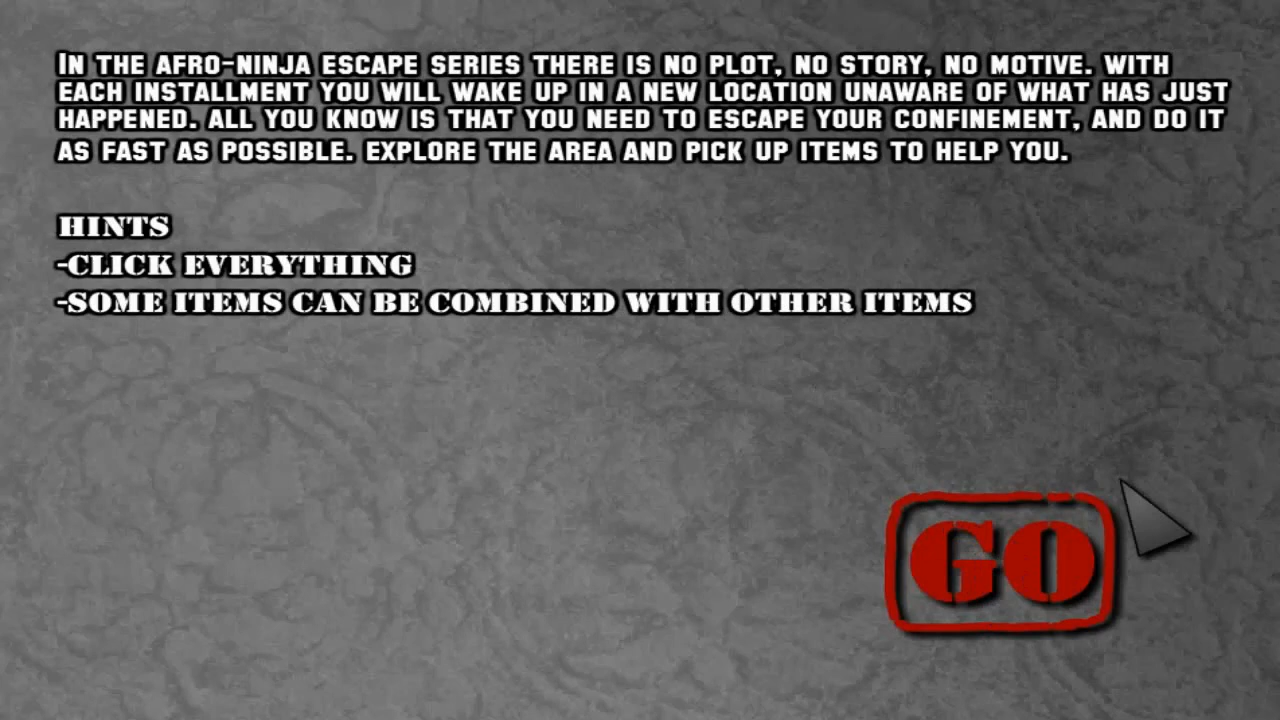 IN THE AFRO-NINJA ESCAPE SERIES THERE IS NO PLOT, NO STORY, NO MOTIVE. WITH
EACH INSTALLMENT YOU WILL WAKE UP IN A NEW LOCATION UNAWARE OF WHAT HAS JUST
HAPPENED. ALL YOU KNOW IS THAT YOU NEED TO ESCAPE YOUR CONFINEMENT, AND DO IT
AS FAST AS POSSIBLE. EXPLORE THE AREA AND PICK UP ITEMS TO HELP YOU.
HINTS
-CLICK EVERYTHING
-SOME ITEMS CAN BE COMBINED WITH OTHER ITEMS
GO